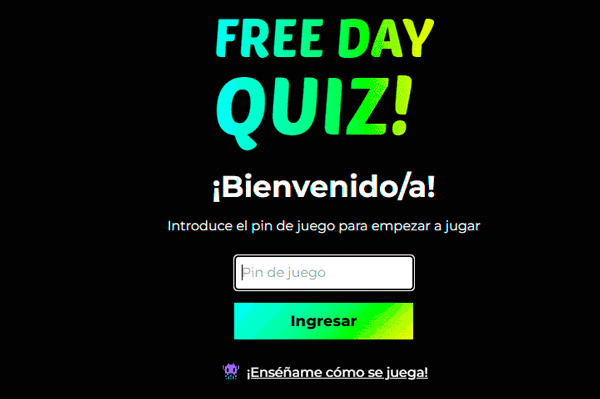 FREE DAY
QUIZ!
¡Bienvenido/a!
Introduce el pin de juego para empezar a jugar
Pin de juego
Ingresar
¡Enséñame cómo se juega!